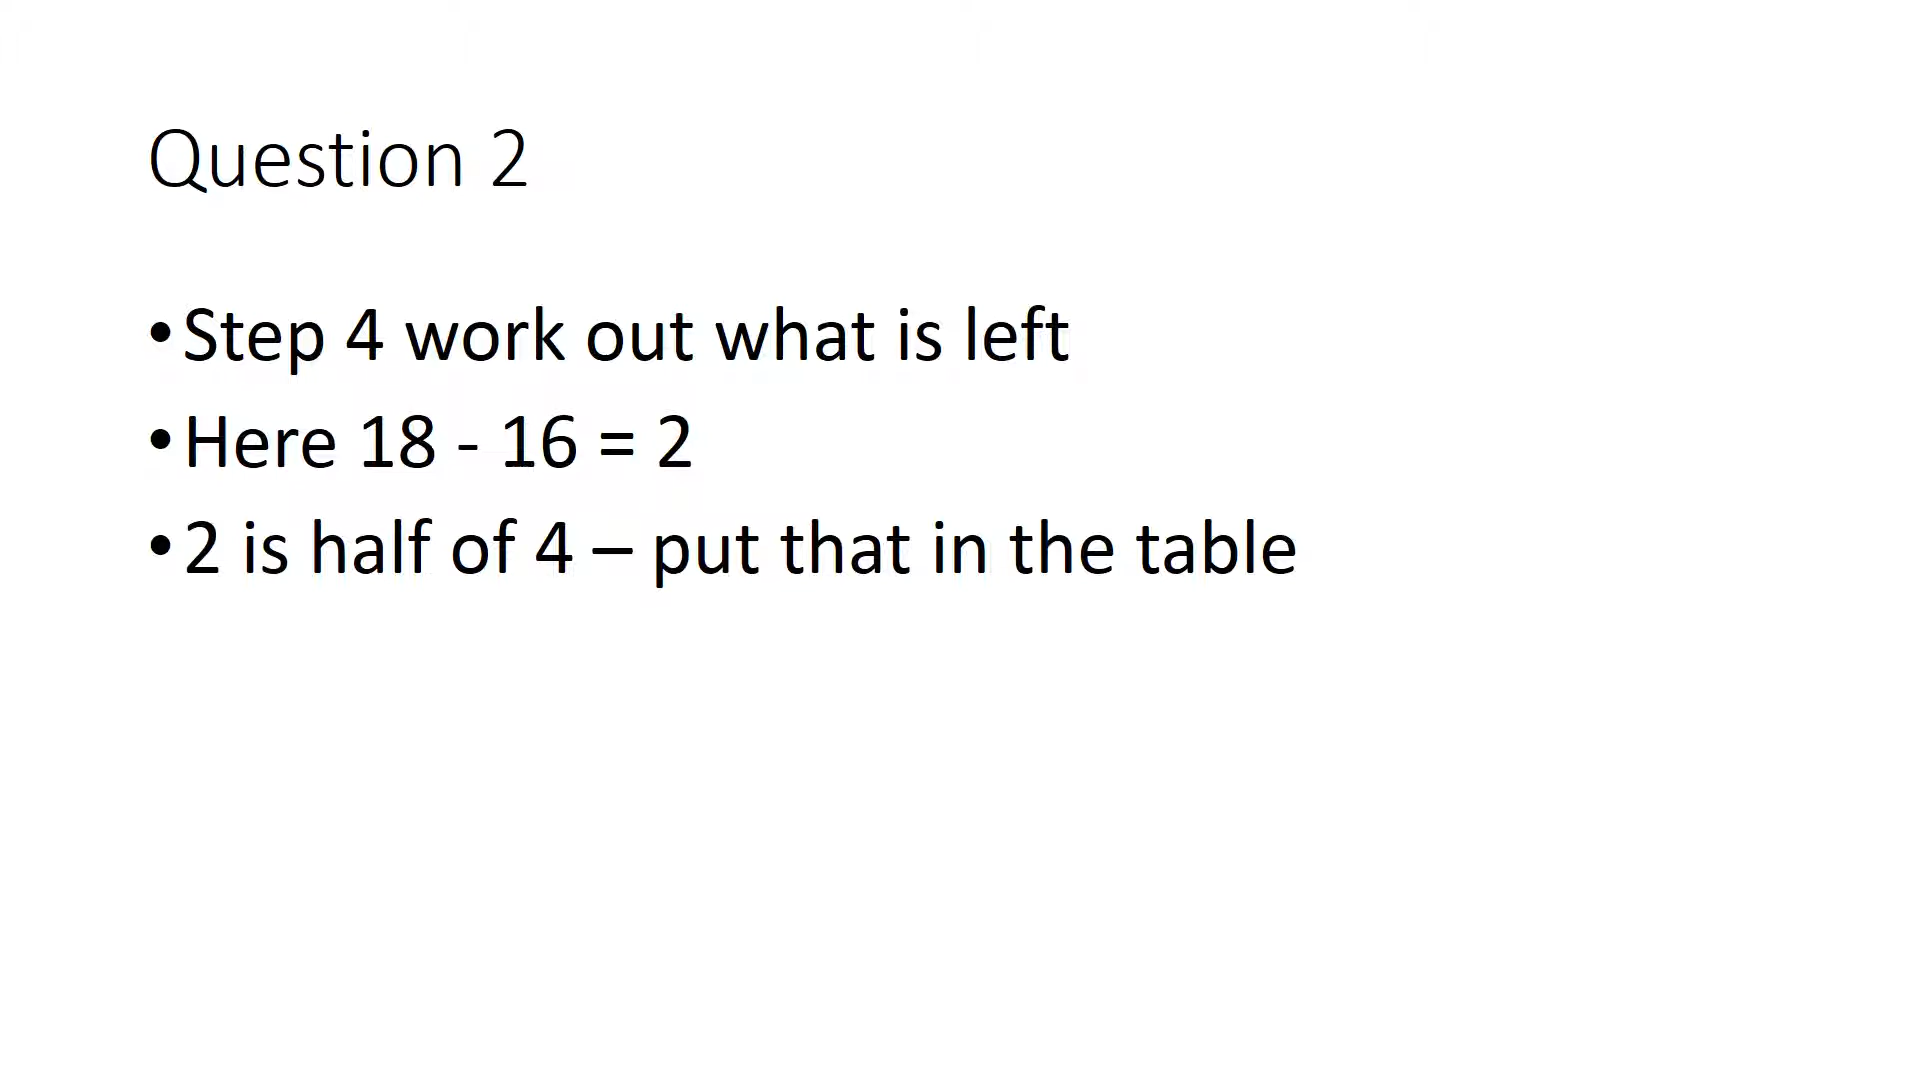 Question 2
•Step 4 work out what is left
•Here 18 - 16 = 2
•2 is half of 4 – put that in the table